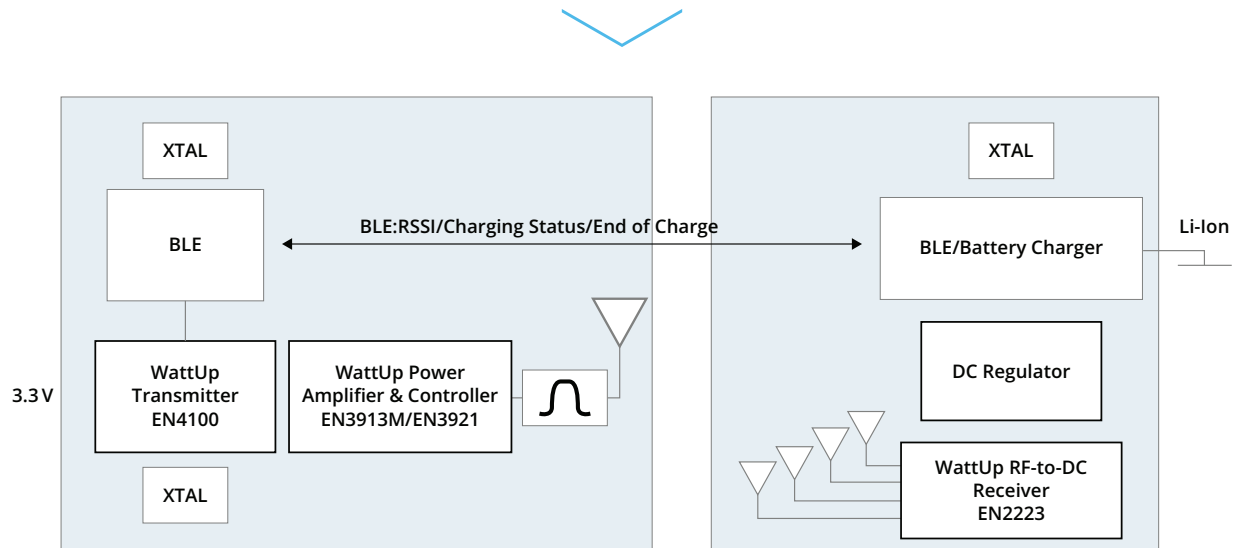 XTAL
XTAL
BLE:RSSI/Charging Status/End of Charge
Li-Ion
BLE
BLE/Battery Charger
3.3 V
WattUp
Transmitter
EN4100
WattUp Power
Amplifier & Controller
EN3913M/EN3921
DC Regulator
XTAL
WattUp RF-to-DC
Receiver
EN2223